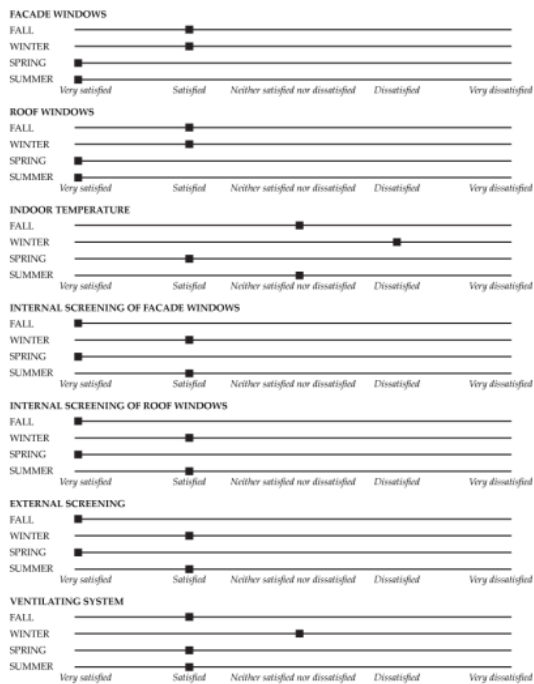 FACADE WINDOWS
FALL
WINTER
SPRING
SUMMER
Very satisfied Satisfied Neither satisfied nor dissatisfied Dissatisfied Very dissatisfied
ROOF WINDOWS
FALL
WINTER
SPRING
SUMMER
Very satisfied Satisfied Neither satisfied nor dissatisfied Dissatisfied Very dissatisfied
INDOOR TEMPERATURE
FALL
WINTER
SPRING
SUMMER
Very satisfied Satisfied Neither satisfied nor dissatisfied Dissatisfied Very dissatisfied
INTERNAL SCREENING OF FACADE WINDOWS
FALL
WINTER
SPRING
SUMMER
Very satisfied Satisfied Neither satisfied nor dissatisfied Dissatisfied Very dissatisfied
INTERNAL SCREENING OF ROOF WINDOWS
FALL
WINTER
SPRING
SUMMER
Very satisfied Satisfied Neither satisfied nor dissatisfied Dissatisfied Very dissatisfied
EXTERNAL SCREENING
FALL
WINTER
SPRING
SUMMER
Very satisfied Satisfied Neither satisfied nor dissatisfied Dissatisfied Very dissatisfied
VENTILATING SYSTEM
FALL
WINTER
SPRING
SUMMER
Very satisfied Satisfied Neither satisfied nor dissatisfied Dissatisfied Very dissatisfied